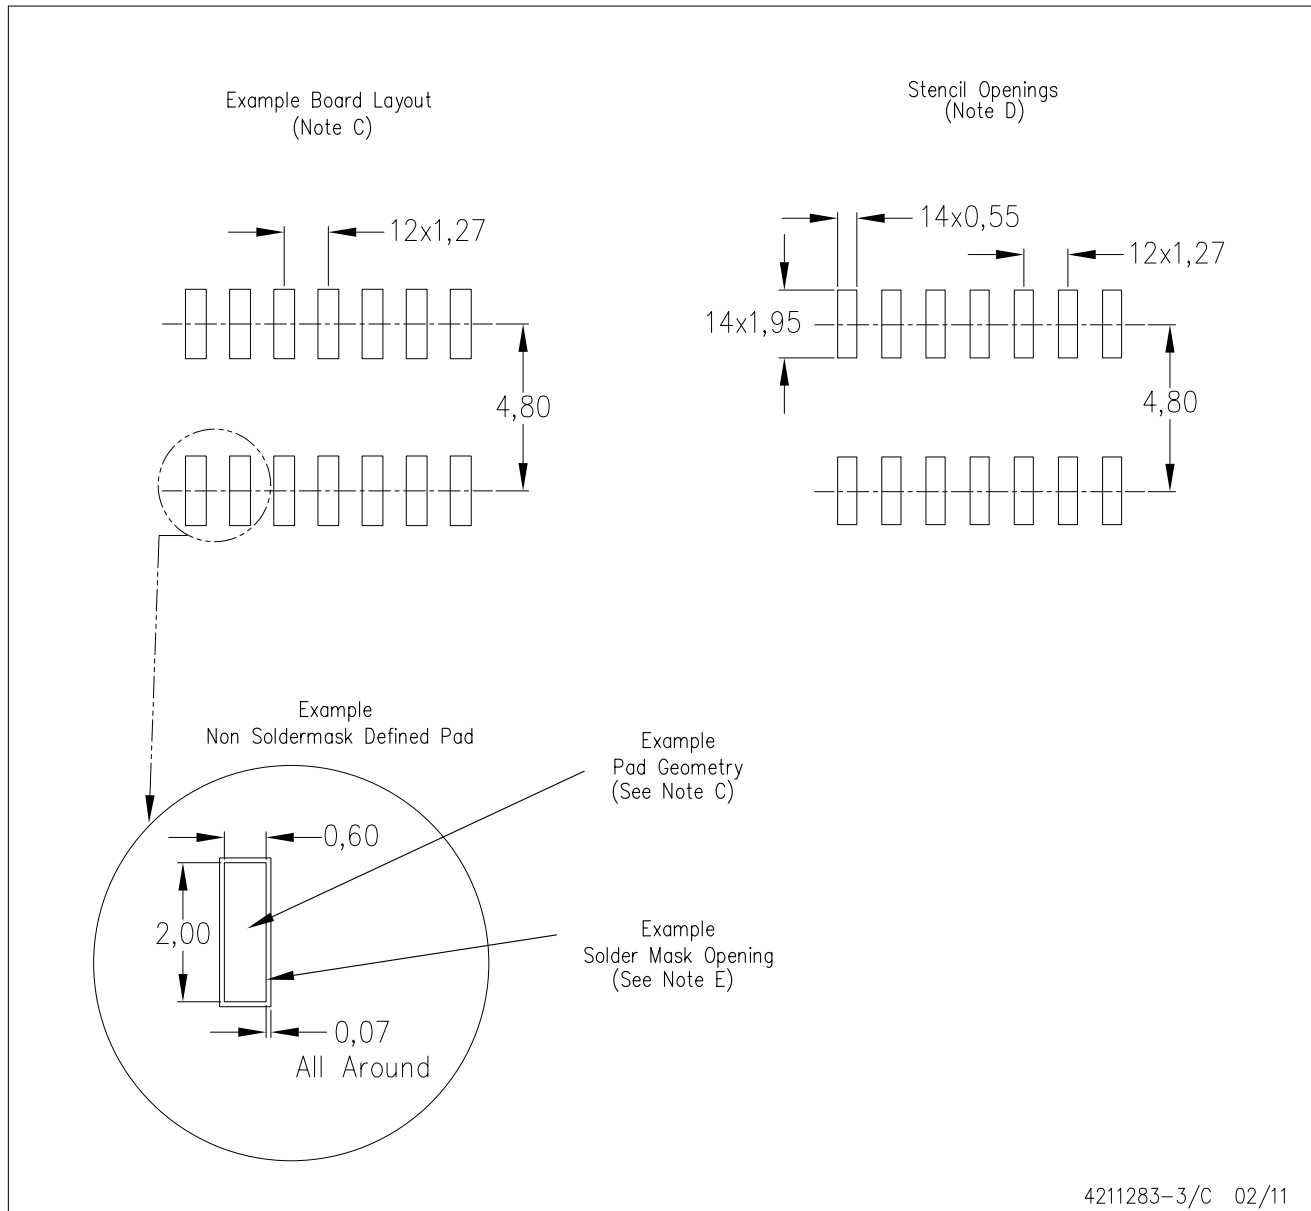 Example Board Layout
(Note C)
Stencil Openings
(Note D)
12x1,27
4,80
14x0,55
12x1,27
14x1,95
4,80
Example
Non Soldermask Defined Pad
Example
Pad Geometry
(See Note C)
0,60
2,00
Example
Solder Mask Opening
(See Note E)
0,07
All Around
4211283-3/C 02/11